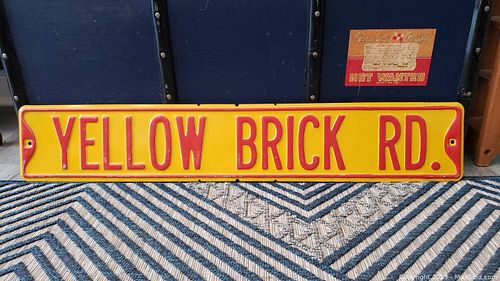 NOT WANTED
YELLOW BRICK RD.